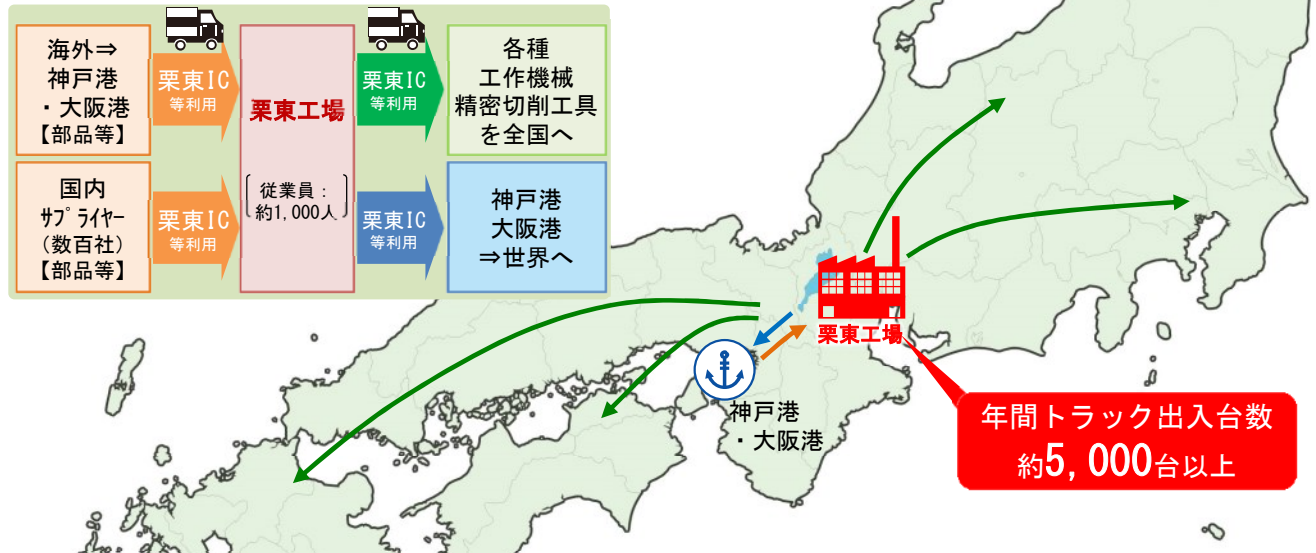 海外⇒
神戸港
・大阪港
【部品等】
栗東IC
等利用
栗東工場
従業員：
約1,000人
栗東IC
等利用
各種
工作機械
精密切削工具
を全国へ
国内
ｻﾌﾟﾗｲﾔｰ
(数百社)
【部品等】
栗東IC
等利用
栗東IC
等利用
神戸港
大阪港
⇒世界へ
栗東工場
神戸港
・大阪港
年間トラック出入台数
約5,000台以上